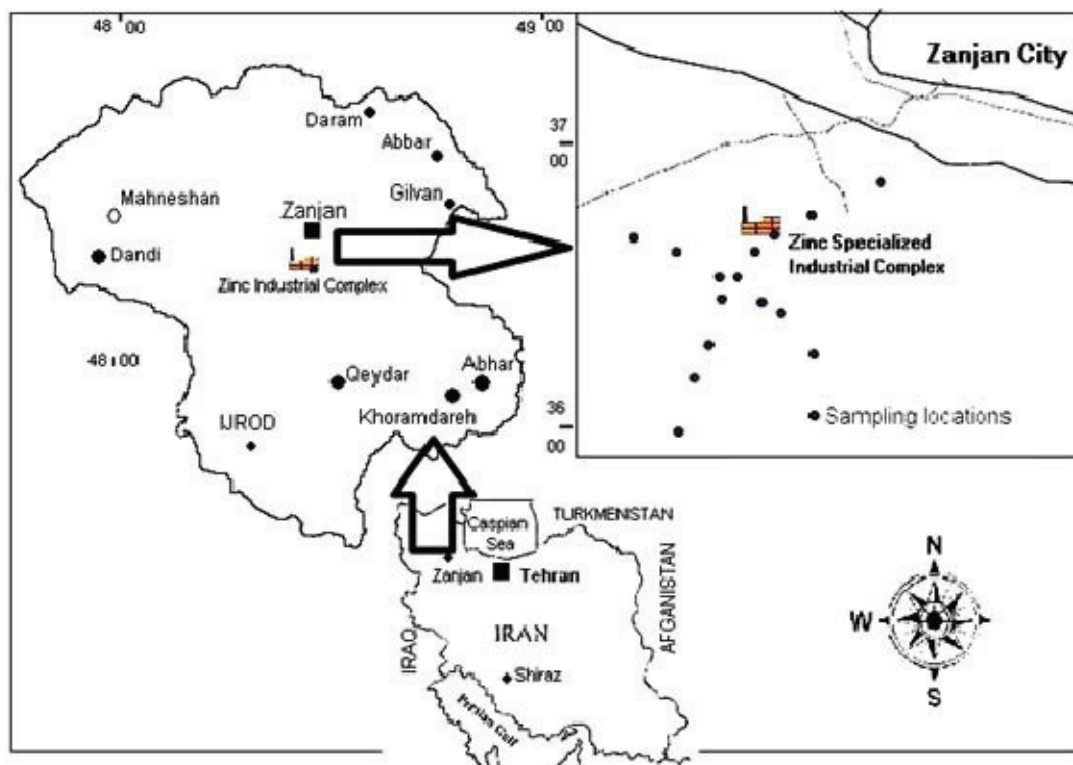 48
00
49
00
Zanjan City
Daram
Abbar
37
00
Mahneshan
Gilvan
Zanjan
Dandi
Zinc Industrial Complex
Zinc Specialized
Industrial Complex
48 00
Qeydar
Abhar
36
00
IJROD
Khoramdareh
Sampling locations
Caspian
Sea
TURKMENISTAN
Zanjan
Tehran
AFGANISTAN
IRAQ
IRAN
Shiraz
Persian Gulf
N
W
S